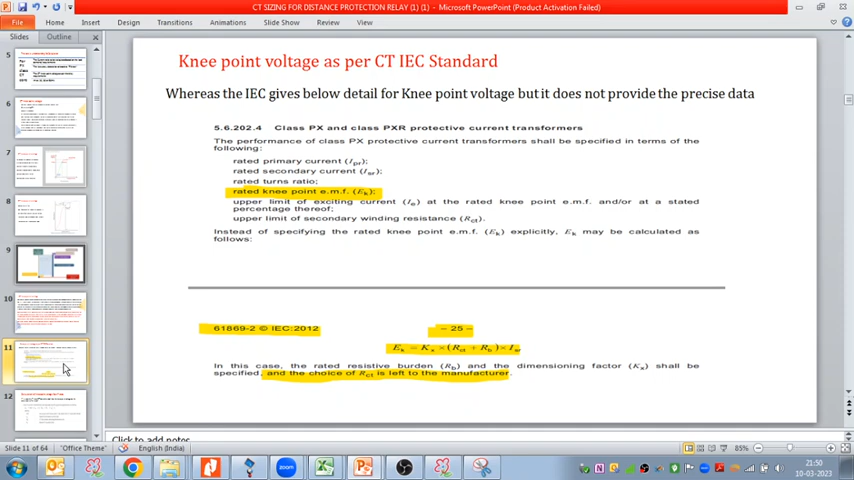 CT SIZING FOR DISTANCE PROTECTION RELAY (1) (1) - Microsoft PowerPoint (Product Activation Failed)
File Home Insert Design Transitions Animations Slide Show Review View
Slides Outline
5
6
7
8
9
10
11
12
Knee point voltage as per CT IEC Standard
Whereas the IEC gives below detail for Knee point voltage but it does not provide the precise data
5.6.202.4 Class PX and class PXR protective current transformers
The performance of class PX protective current transformers shall be specified in terms of the
following:
rated primary current (Ipr);
rated secondary current (Isr);
rated turns ratio;
rated knee point e.m.f. (Ek);
upper limit of exciting current (Ie) at the rated knee point e.m.f. and/or at a stated
percentage thereof;
upper limit of secondary winding resistance (Rct).
Instead of specifying the rated knee point e.m.f. (Ek) explicitly, Ek may be calculated as
follows:
61869-2 © IEC:2012 – 25 –
Ek = Kx × (Rct + Rb) × Isr
In this case, the rated resistive burden (Rb) and the dimensioning factor (Kx) shall be
specified, and the choice of Rct is left to the manufacturer.
Click to add notes
Slide 11 of 64 "Office Theme" English (India) 85%
21:50
10-03-2023